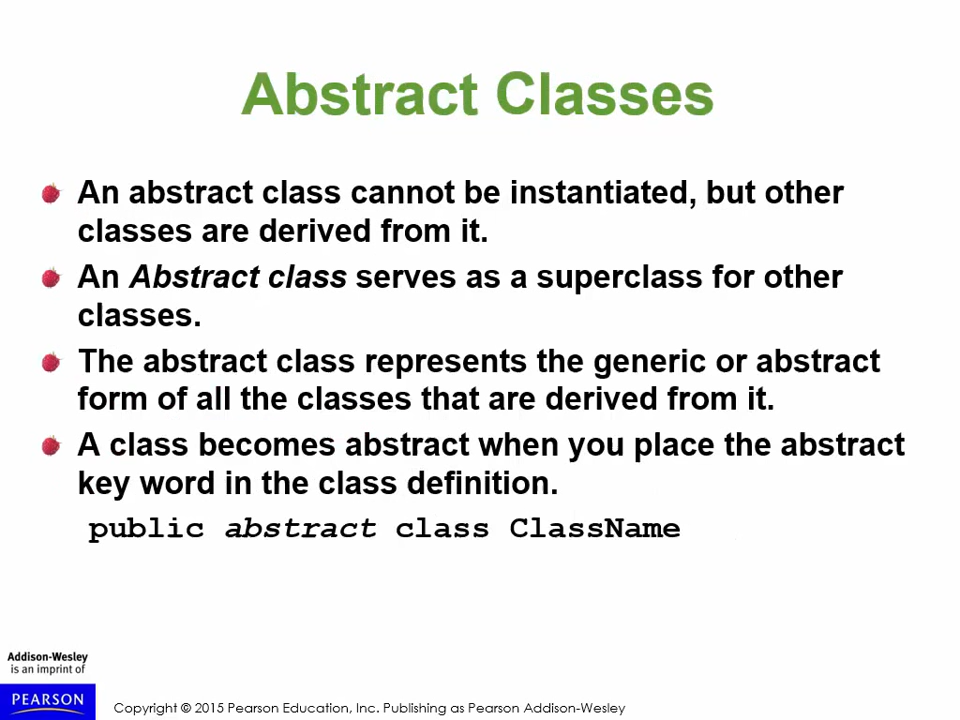 Abstract Classes
An abstract class cannot be instantiated, but other
classes are derived from it.
An Abstract class serves as a superclass for other
classes.
The abstract class represents the generic or abstract
form of all the classes that are derived from it.
A class becomes abstract when you place the abstract
key word in the class definition.
public abstract class ClassName
Addison-Wesley
is an imprint of
PEARSON
Copyright © 2015 Pearson Education, Inc. Publishing as Pearson Addison-Wesley